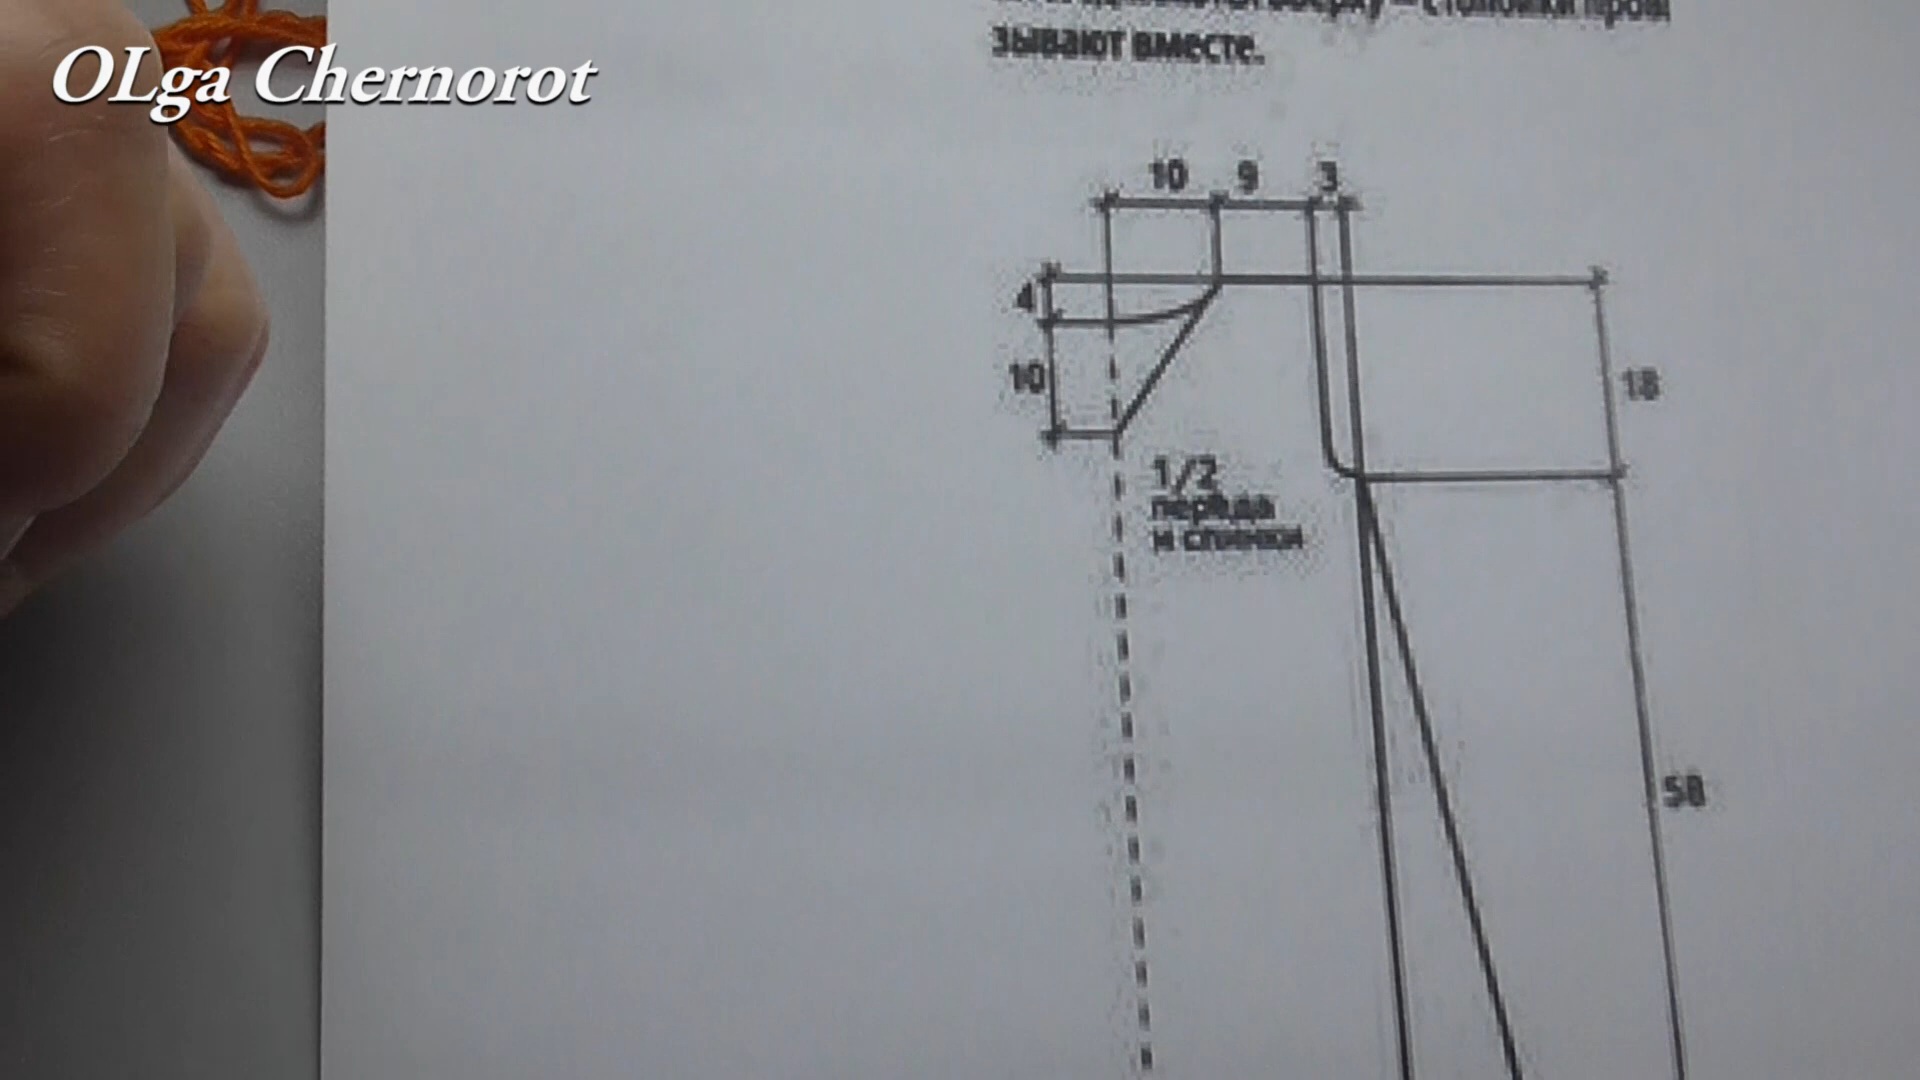 OLga Chernorot
зывают вместе.
10 9 3
4
10
18
1/2
переда
и спинки
58